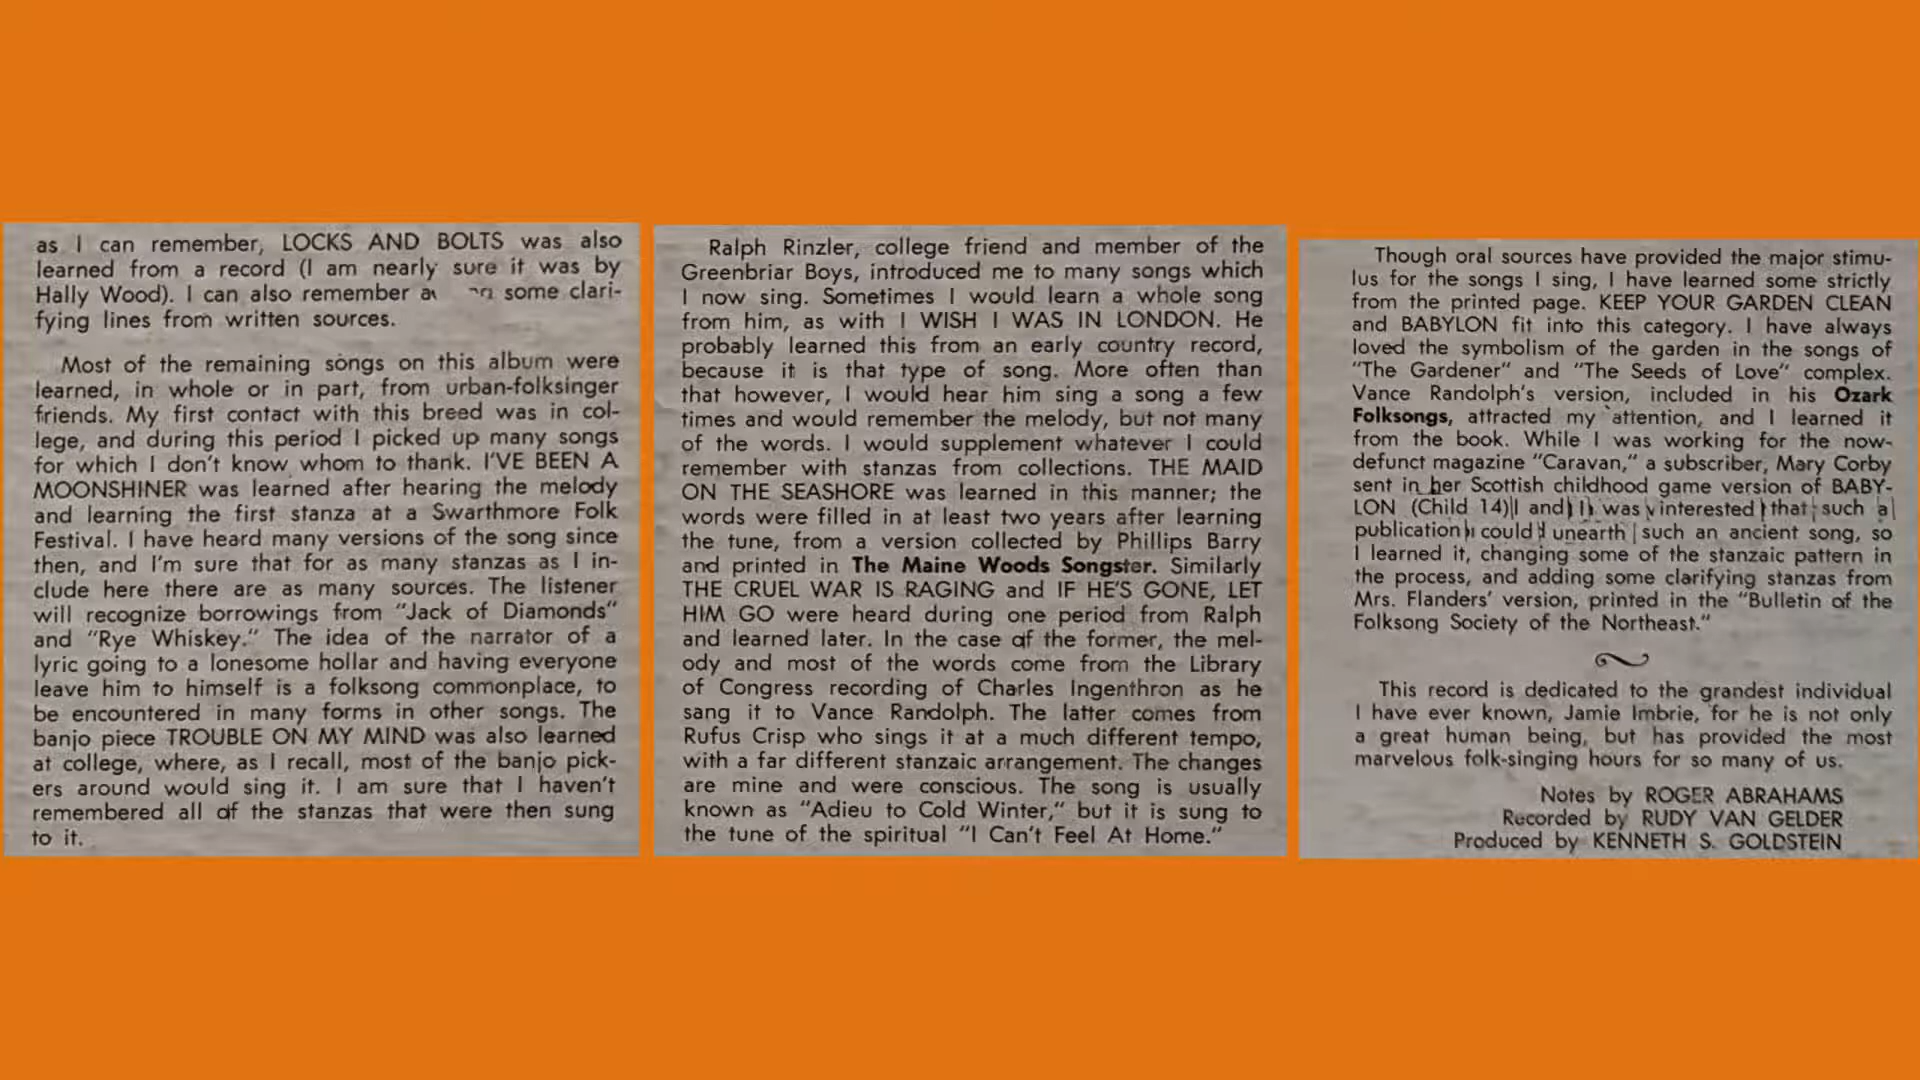 as I can remember, LOCKS AND BOLTS was also
learned from a record (I am nearly sure it was by
Hally Wood). I can also remember some clari-
fying lines from written sources.
Most of the remaining songs on this album were
learned, in whole or in part, from urban-folksinger
friends. My first contact with this breed was in col-
lege, and during this period I picked up many songs
for which I don't know whom to thank. I'VE BEEN A
MOONSHINER was learned after hearing the melody
and learning the first stanza at a Swarthmore Folk
Festival. I have heard many versions of the song since
then, and I'm sure that for as many stanzas as I in-
clude here there are as many sources. The listener
will recognize borrowings from "Jack of Diamonds"
and "Rye Whiskey." The idea of the narrator of a
lyric going to a lonesome hollar and having everyone
leave him to himself is a folksong commonplace, to
be encountered in many forms in other songs. The
banjo piece TROUBLE ON MY MIND was also learned
at college, where, as I recall, most of the banjo pick-
ers around would sing it. I am sure that I haven't
remembered all of the stanzas that were then sung
to it.
Ralph Rinzler, college friend and member of the
Greenbriar Boys, introduced me to many songs which
I now sing. Sometimes I would learn a whole song
from him, as with I WISH I WAS IN LONDON. He
probably learned this from an early country record,
because it is that type of song. More often than
that however, I would hear him sing a song a few
times and would remember the melody, but not many
of the words. I would supplement whatever I could
remember with stanzas from collections. THE MAID
ON THE SEASHORE was learned in this manner; the
words were filled in at least two years after learning
the tune, from a version collected by Phillips Barry
and printed in The Maine Woods Songster. Similarly
THE CRUEL WAR IS RAGING and IF HE'S GONE, LET
HIM GO were heard during one period from Ralph
and learned later. In the case of the former, the mel-
ody and most of the words come from the Library
of Congress recording of Charles Ingenthron as he
sang it to Vance Randolph. The latter comes from
Rufus Crisp who sings it at a much different tempo,
with a far different stanzaic arrangement. The changes
are mine and were conscious. The song is usually
known as "Adieu to Cold Winter," but it is sung to
the tune of the spiritual "I Can't Feel At Home."
Though oral sources have provided the major stimu-
lus for the songs I sing, I have learned some strictly
from the printed page. KEEP YOUR GARDEN CLEAN
and BABYLON fit into this category. I have always
loved the symbolism of the garden in the songs of
"The Gardener" and "The Seeds of Love" complex.
Vance Randolph's version, included in his Ozark
Folksongs, attracted my attention, and I learned it
from the book. While I was working for the now-
defunct magazine "Caravan," a subscriber, Mary Corby
sent in her Scottish childhood game version of BABY-
LON (Child 14) and I was interested that such a
publication could unearth such an ancient song, so
I learned it, changing some of the stanzaic pattern in
the process, and adding some clarifying stanzas from
Mrs. Flanders' version, printed in the "Bulletin of the
Folksong Society of the Northeast."
This record is dedicated to the grandest individual
I have ever known, Jamie Imbrie, for he is not only
a great human being, but has provided the most
marvelous folk-singing hours for so many of us.
Notes by ROGER ABRAHAMS
Recorded by RUDY VAN GELDER
Produced by KENNETH S. GOLDSTEIN